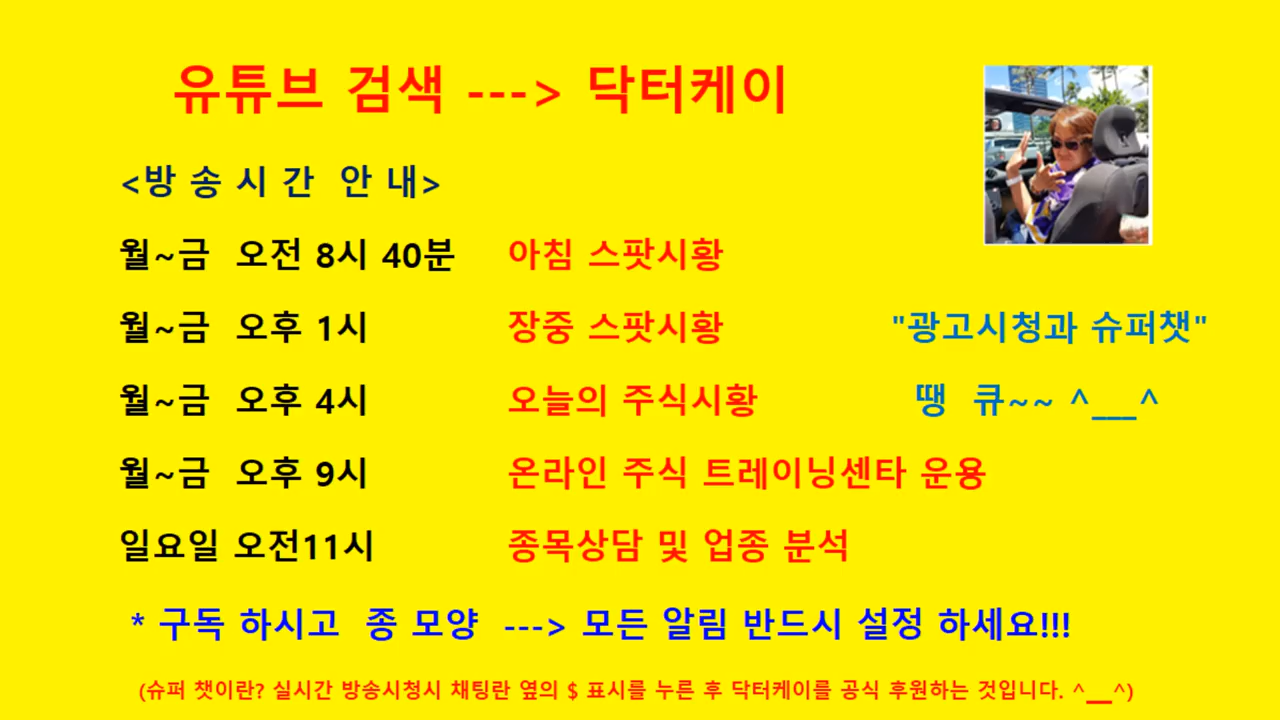 유튜브 검색 ---> 닥터케이
<방 송 시 간 안 내>
월~금 오전 8시 40분 아침 스팟시황
월~금 오후 1시 장중 스팟시황 "광고시청과 슈퍼챗"
월~금 오후 4시 오늘의 주식시황 땡 큐~~ ^___^
월~금 오후 9시 온라인 주식 트레이닝센타 운용
일요일 오전11시 종목상담 및 업종 분석
* 구독 하시고 종 모양 ---> 모든 알림 반드시 설정 하세요!!!
(슈퍼 챗이란? 실시간 방송시청시 채팅란 옆의 $ 표시를 누른 후 닥터케이를 공식 후원하는 것입니다. ^__^)